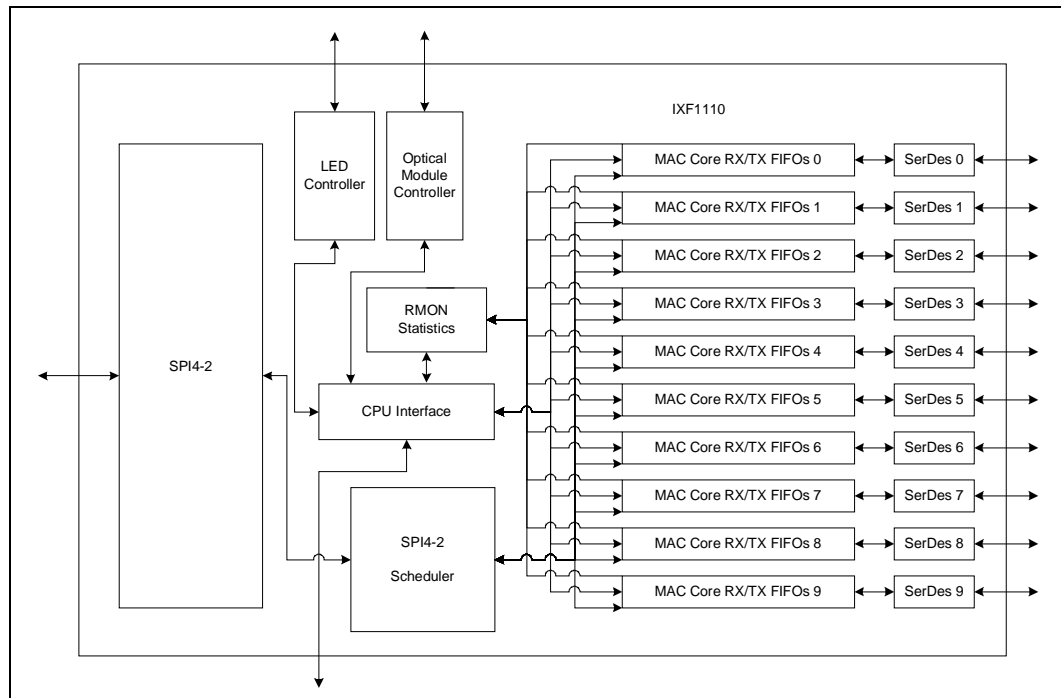 IXF1110
LED
Controller
Optical
Module
Controller
MAC Core RX/TX FIFOs 0
SerDes 0
MAC Core RX/TX FIFOs 1
SerDes 1
MAC Core RX/TX FIFOs 2
SerDes 2
RMON
Statistics
MAC Core RX/TX FIFOs 3
SerDes 3
MAC Core RX/TX FIFOs 4
SerDes 4
SPI4-2
CPU Interface
MAC Core RX/TX FIFOs 5
SerDes 5
MAC Core RX/TX FIFOs 6
SerDes 6
MAC Core RX/TX FIFOs 7
SerDes 7
SPI4-2
Scheduler
MAC Core RX/TX FIFOs 8
SerDes 8
MAC Core RX/TX FIFOs 9
SerDes 9